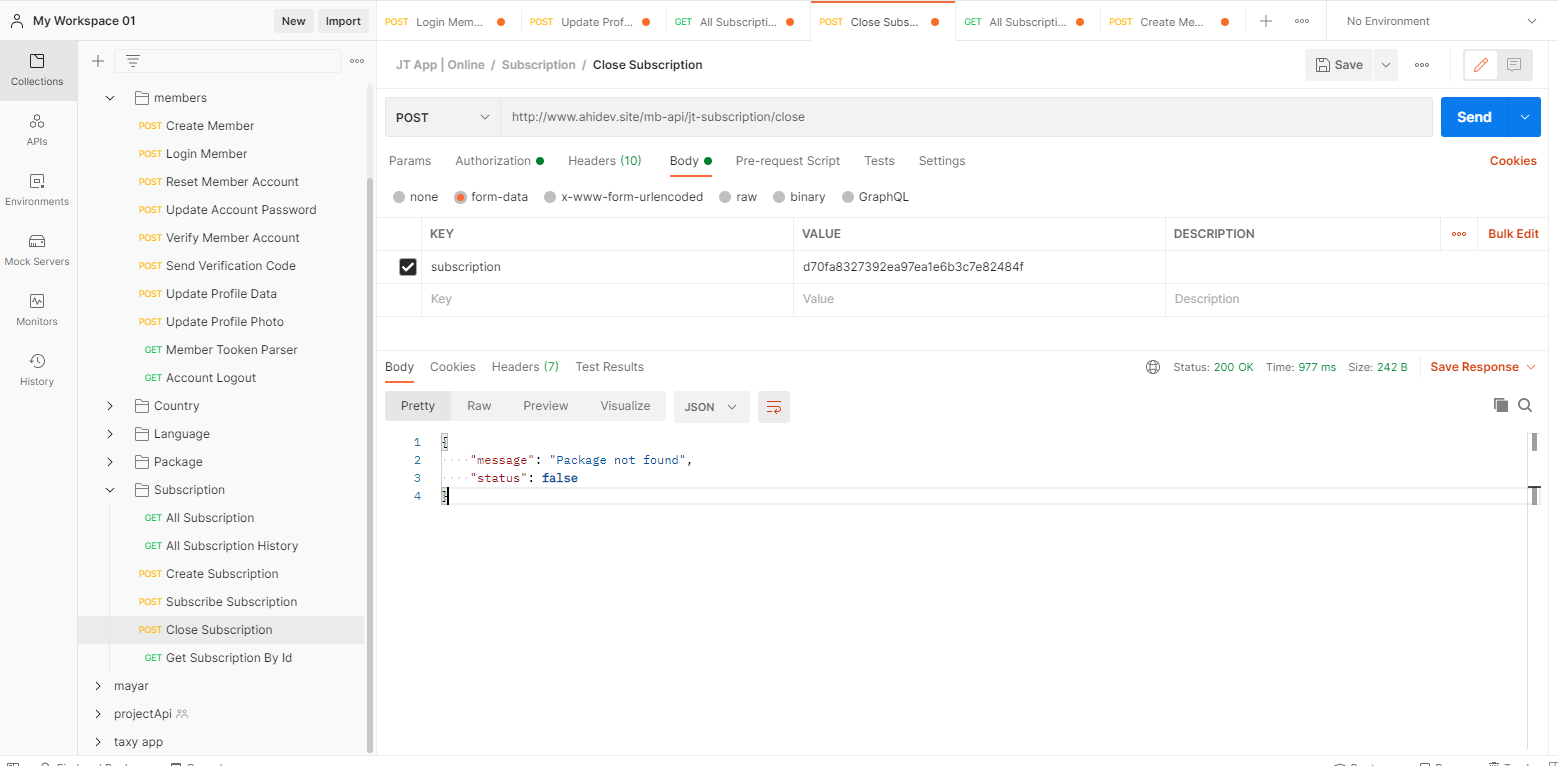 My Workspace 01
New
Import
POST Login Mem...
POST Update Prof...
GET All Subscripti...
POST Close Subs...
GET All Subscripti...
POST Create Me...
No Environment
Collections
APIs
Environments
Mock Servers
Monitors
History
members
POST Create Member
POST Login Member
POST Reset Member Account
POST Update Account Password
POST Verify Member Account
POST Send Verification Code
POST Update Profile Data
POST Update Profile Photo
GET Member Tooken Parser
GET Account Logout
Country
Language
Package
Subscription
GET All Subscription
GET All Subscription History
POST Create Subscription
POST Subscribe Subscription
POST Close Subscription
GET Get Subscription By Id
mayar
projectApi
taxy app
JT App | Online / Subscription / Close Subscription
Save
POST
http://www.ahidev.site/mb-api/jt-subscription/close
Send
Params Authorization Headers (10) Body Pre-request Script Tests Settings
Cookies
none form-data x-www-form-urlencoded raw binary GraphQL
KEY VALUE DESCRIPTION
Bulk Edit
subscription d70fa8327392ea97ea1e6b3c7e82484f
Key Value Description
Body Cookies Headers (7) Test Results
Status: 200 OK Time: 977 ms Size: 242 B
Save Response
Pretty Raw Preview Visualize JSON
1 {
2 "message": "Package not found",
3 "status": false
4 }